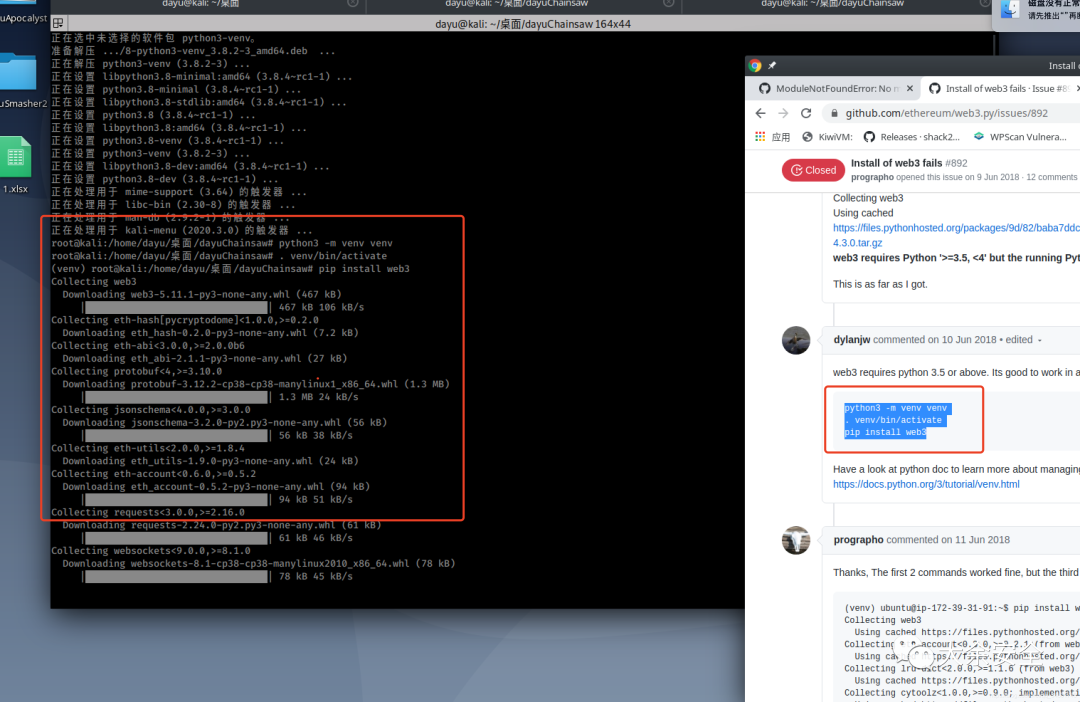 uApocalyst
uSmasher2
1.xlsx
dayu@kali: ~/桌面
dayu@kali: ~/桌面/dayuChainsaw
dayu@kali: ~/桌面/dayuChainsaw
dayu@kali: ~/桌面/dayuChainsaw 164x44
正在选中未选择的软件包 python3-venv。
准备解压 .../8-python3-venv_3.8.2-3_amd64.deb ...
正在解压 python3-venv (3.8.2-3) ...
正在设置 libpython3.8-minimal:amd64 (3.8.4~rc1-1) ...
正在设置 python3.8-minimal (3.8.4~rc1-1) ...
正在设置 libpython3.8-stdlib:amd64 (3.8.4~rc1-1) ...
正在设置 python3.8 (3.8.4~rc1-1) ...
正在设置 libpython3.8:amd64 (3.8.4~rc1-1) ...
正在设置 python3.8-venv (3.8.4~rc1-1) ...
正在设置 python3-venv (3.8.2-3) ...
正在设置 libpython3.8-dev:amd64 (3.8.4~rc1-1) ...
正在设置 python3.8-dev (3.8.4~rc1-1) ...
正在处理用于 mime-support (3.64) 的触发器 ...
正在处理用于 libc-bin (2.30-8) 的触发器 ...
正在处理用于 man-db (2.9.2-1) 的触发器 ...
正在处理用于 kali-menu (2020.3.0) 的触发器 ...
root@kali:/home/dayu/桌面/dayuChainsaw# python3 -m venv venv
root@kali:/home/dayu/桌面/dayuChainsaw# . venv/bin/activate
(venv) root@kali:/home/dayu/桌面/dayuChainsaw# pip install web3
Collecting web3
Downloading web3-5.11.1-py3-none-any.whl (467 kB)
| | 467 kB 106 kB/s
Collecting eth-hash[pycryptodome]<1.0.0,>=0.2.0
Downloading eth_hash-0.2.0-py3-none-any.whl (7.2 kB)
Collecting eth-abi<3.0.0,>=2.0.0b6
Downloading eth_abi-2.1.1-py3-none-any.whl (27 kB)
Collecting protobuf<4,>=3.10.0
Downloading protobuf-3.12.2-cp38-cp38-manylinux1_x86_64.whl (1.3 MB)
| | 1.3 MB 24 kB/s
Collecting jsonschema<4.0.0,>=3.0.0
Downloading jsonschema-3.2.0-py2.py3-none-any.whl (56 kB)
| | 56 kB 38 kB/s
Collecting eth-utils<2.0.0,>=1.8.4
Downloading eth_utils-1.9.0-py3-none-any.whl (24 kB)
Collecting eth-account<0.6.0,>=0.5.2
Downloading eth_account-0.5.2-py3-none-any.whl (94 kB)
| | 94 kB 51 kB/s
Collecting requests<3.0.0,>=2.16.0
Downloading requests-2.24.0-py2.py3-none-any.whl (61 kB)
| | 61 kB 46 kB/s
Collecting websockets<9.0.0,>=8.1.0
Downloading websockets-8.1-cp38-cp38-manylinux2010_x86_64.whl (78 kB)
| | 78 kB 45 kB/s
磁盘没有正常
请先推出""再
Install
ModuleNotFoundError: No
Install of web3 fails · Issue #8
github.com/ethereum/web3.py/issues/892
应用 KiwiVM: Releases · shack2... WPScan Vulnera...
Closed
Install of web3 fails #892
prographo opened this issue on 9 Jun 2018 · 12 comments
Collecting web3
Using cached
https://files.pythonhosted.org/packages/9d/82/baba7ddc
4.3.0.tar.gz
web3 requires Python '>=3.5, <4' but the running Pyt
This is as far as I got.
dylanjw commented on 10 Jun 2018 • edited
web3 requires python 3.5 or above. Its good to work in a
python3 -m venv venv
. venv/bin/activate
pip install web3
Have a look at python doc to learn more about managing
https://docs.python.org/3/tutorial/venv.html
prographo commented on 11 Jun 2018
Thanks, The first 2 commands worked fine, but the third
(venv) ubuntu@ip-172-39-31-91:~$ pip install w
Collecting web3
Using cached https://files.pythonhosted.org/
Using cached https://files.pythonhosted.org/
Collecting lru-dict<2.0.0,>=1.1.6 (from web3)
Using cached https://files.pythonhosted.org/
Collecting cytoolz<1.0.0,>=0.9.0; implementati